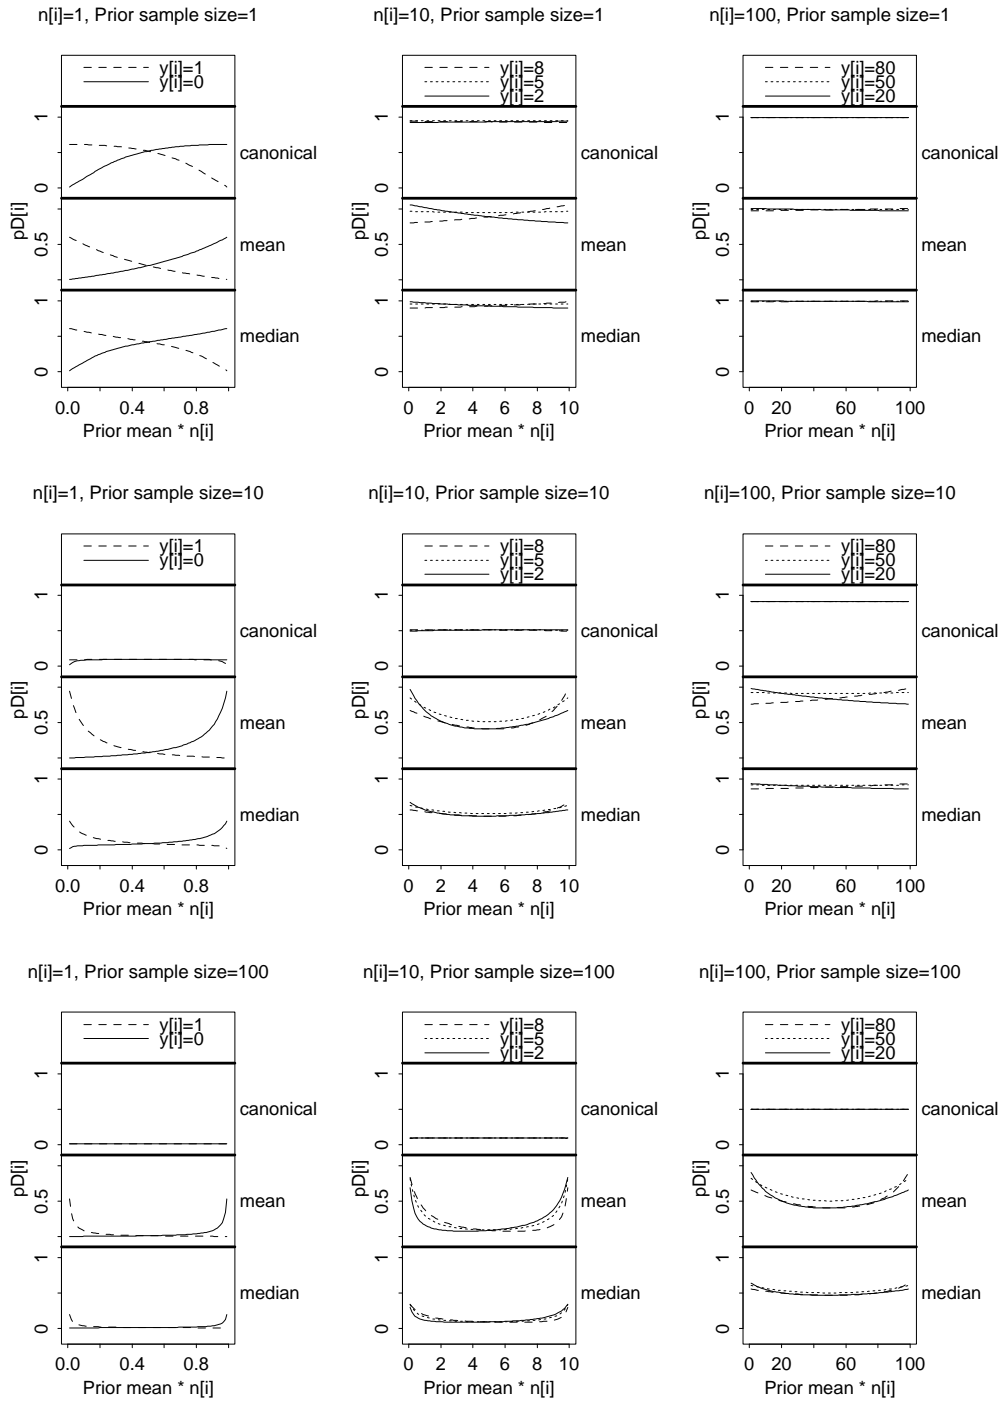 n[i]=1, Prior sample size=1
y[i]=1
y[i]=0
canonical
mean
median
pD[i]
1
0
0.5
1
0
0.0 0.4 0.8
Prior mean * n[i]
n[i]=10, Prior sample size=1
y[i]=8
y[i]=5
y[i]=2
canonical
mean
median
pD[i]
1
0
0.5
1
0
0 2 4 6 8 10
Prior mean * n[i]
n[i]=100, Prior sample size=1
y[i]=80
y[i]=50
y[i]=20
canonical
mean
median
pD[i]
1
0
0.5
1
0
0 20 60 100
Prior mean * n[i]
n[i]=1, Prior sample size=10
y[i]=1
y[i]=0
canonical
mean
median
pD[i]
1
0
0.5
1
0
0.0 0.4 0.8
Prior mean * n[i]
n[i]=10, Prior sample size=10
y[i]=8
y[i]=5
y[i]=2
canonical
mean
median
pD[i]
1
0
0.5
1
0
0 2 4 6 8 10
Prior mean * n[i]
n[i]=100, Prior sample size=10
y[i]=80
y[i]=50
y[i]=20
canonical
mean
median
pD[i]
1
0
0.5
1
0
0 20 60 100
Prior mean * n[i]
n[i]=1, Prior sample size=100
y[i]=1
y[i]=0
canonical
mean
median
pD[i]
1
0
0.5
1
0
0.0 0.4 0.8
Prior mean * n[i]
n[i]=10, Prior sample size=100
y[i]=8
y[i]=5
y[i]=2
canonical
mean
median
pD[i]
1
0
0.5
1
0
0 2 4 6 8 10
Prior mean * n[i]
n[i]=100, Prior sample size=100
y[i]=80
y[i]=50
y[i]=20
canonical
mean
median
pD[i]
1
0
0.5
1
0
0 20 60 100
Prior mean * n[i]